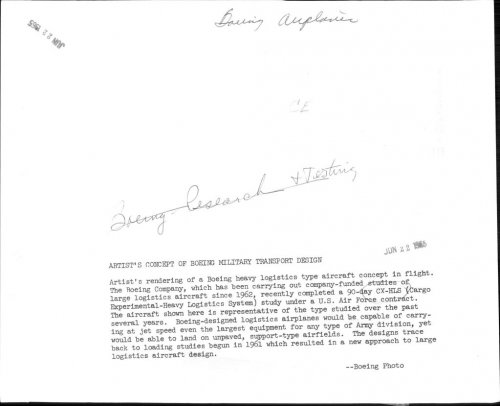 Boeing Airplanes
JUN 22 1965
CE
Boeing-Research + Testing
JUN 22 1965
ARTIST'S CONCEPT OF BOEING MILITARY TRANSPORT DESIGN
Artist's rendering of a Boeing heavy logistics type aircraft concept in flight.
The Boeing Company, which has been carrying out company-funded studies of
large logistics aircraft since 1962, recently completed a 90-day CX-HLS (Cargo
Experimental-Heavy Logistics System) study under a U.S. Air Force contract.
The aircraft shown here is representative of the type studied over the past
several years. Boeing-designed logistics airplanes would be capable of carry-
ing at jet speed even the largest equipment for any type of Army division, yet
would be able to land on unpaved, support-type airfields. The designs trace
back to loading studies begun in 1961 which resulted in a new approach to large
logistics aircraft design.
--Boeing Photo